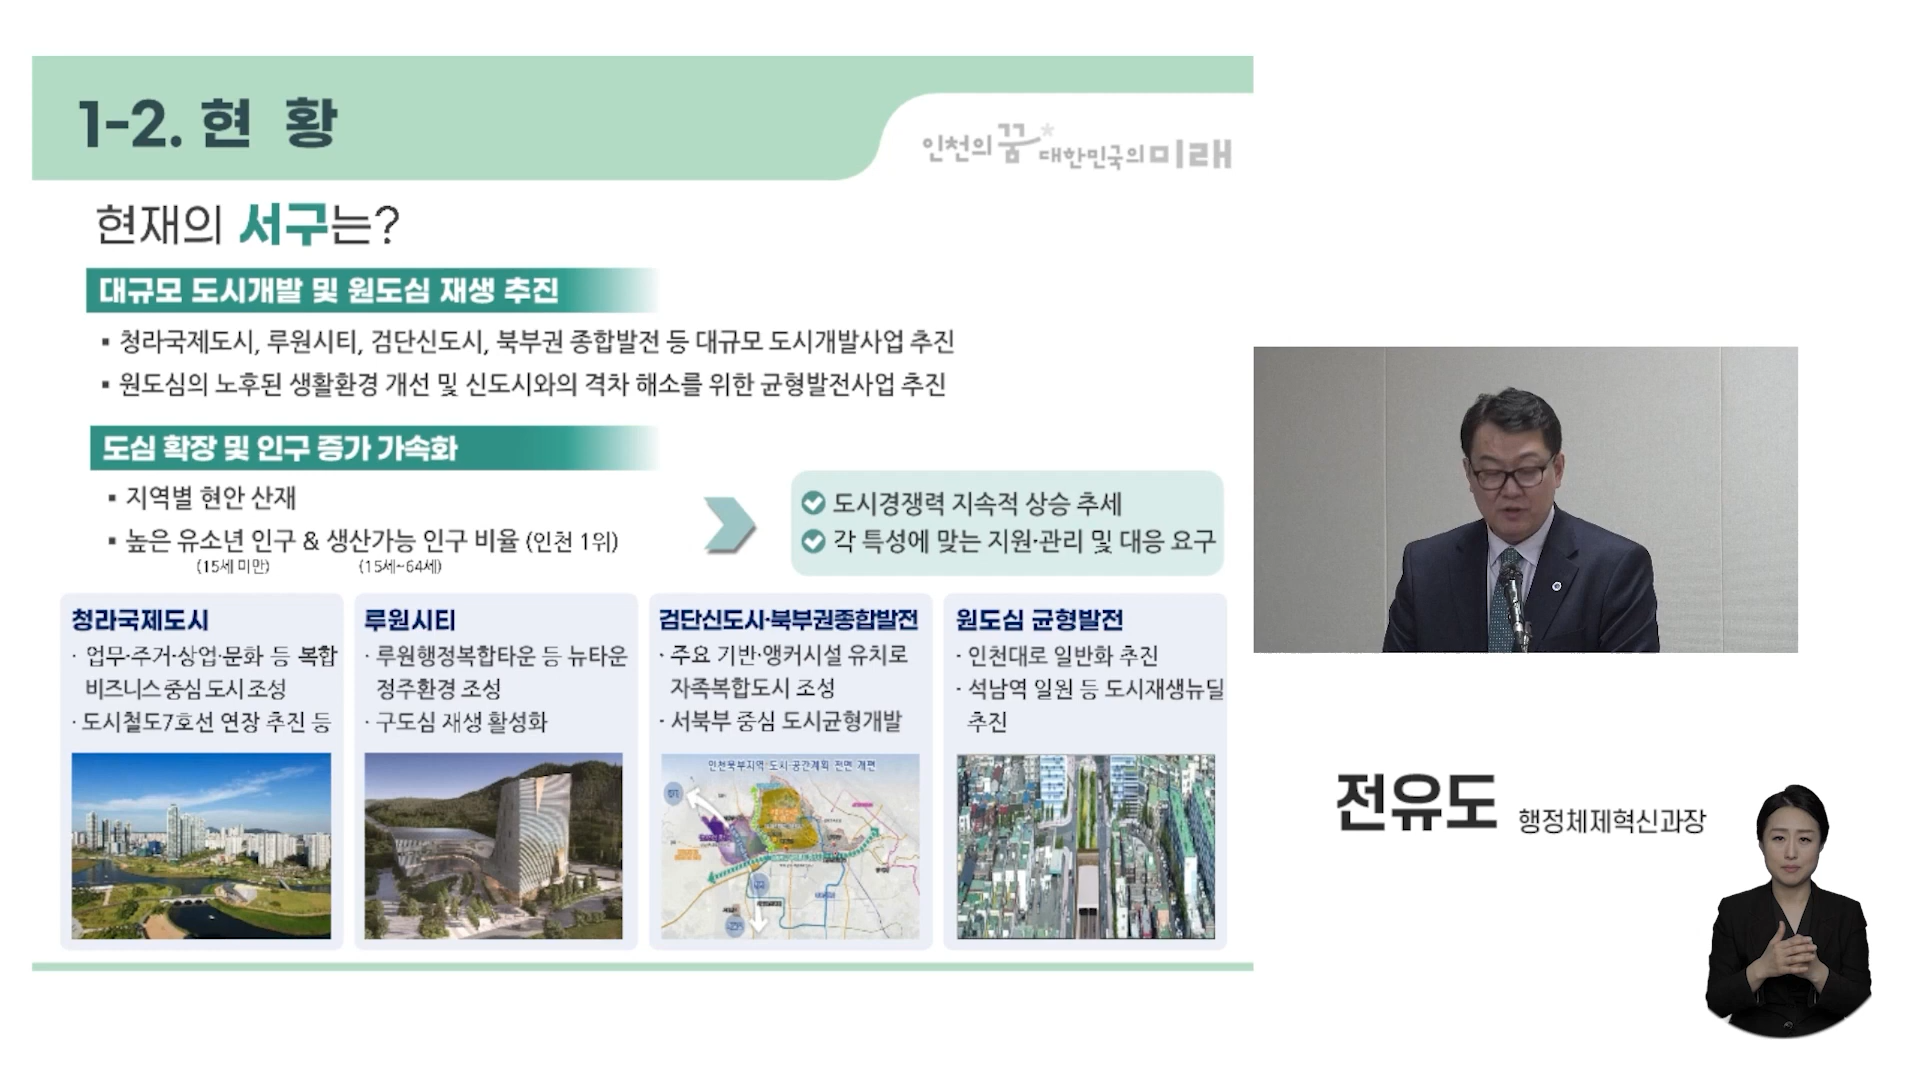 1-2. 현 황
인천의 꿈 대한민국의 미래
현재의 서구는?
대규모 도시개발 및 원도심 재생 추진
▪ 청라국제도시, 루원시티, 검단신도시, 북부권 종합발전 등 대규모 도시개발사업 추진
▪ 원도심의 노후된 생활환경 개선 및 신도시와의 격차 해소를 위한 균형발전사업 추진
도심 확장 및 인구 증가 가속화
▪ 지역별 현안 산재
▪ 높은 유소년 인구 & 생산가능 인구 비율 (인천 1위)
(15세 미만) (15세~64세)
도시경쟁력 지속적 상승 추세
각 특성에 맞는 지원·관리 및 대응 요구
청라국제도시
· 업무·주거·상업·문화 등 복합
비즈니스 중심 도시 조성
· 도시철도7호선 연장 추진 등
루원시티
· 루원행정복합타운 등 뉴타운
정주환경 조성
· 구도심 재생 활성화
검단신도시·북부권종합발전
· 주요 기반·앵커시설 유치로
자족복합도시 조성
· 서북부 중심 도시균형개발
인천북부지역 도시·공간계획 전면 개편
원도심 균형발전
· 인천대로 일반화 추진
· 석남역 일원 등 도시재생뉴딜
추진
전유도 행정체제혁신과장